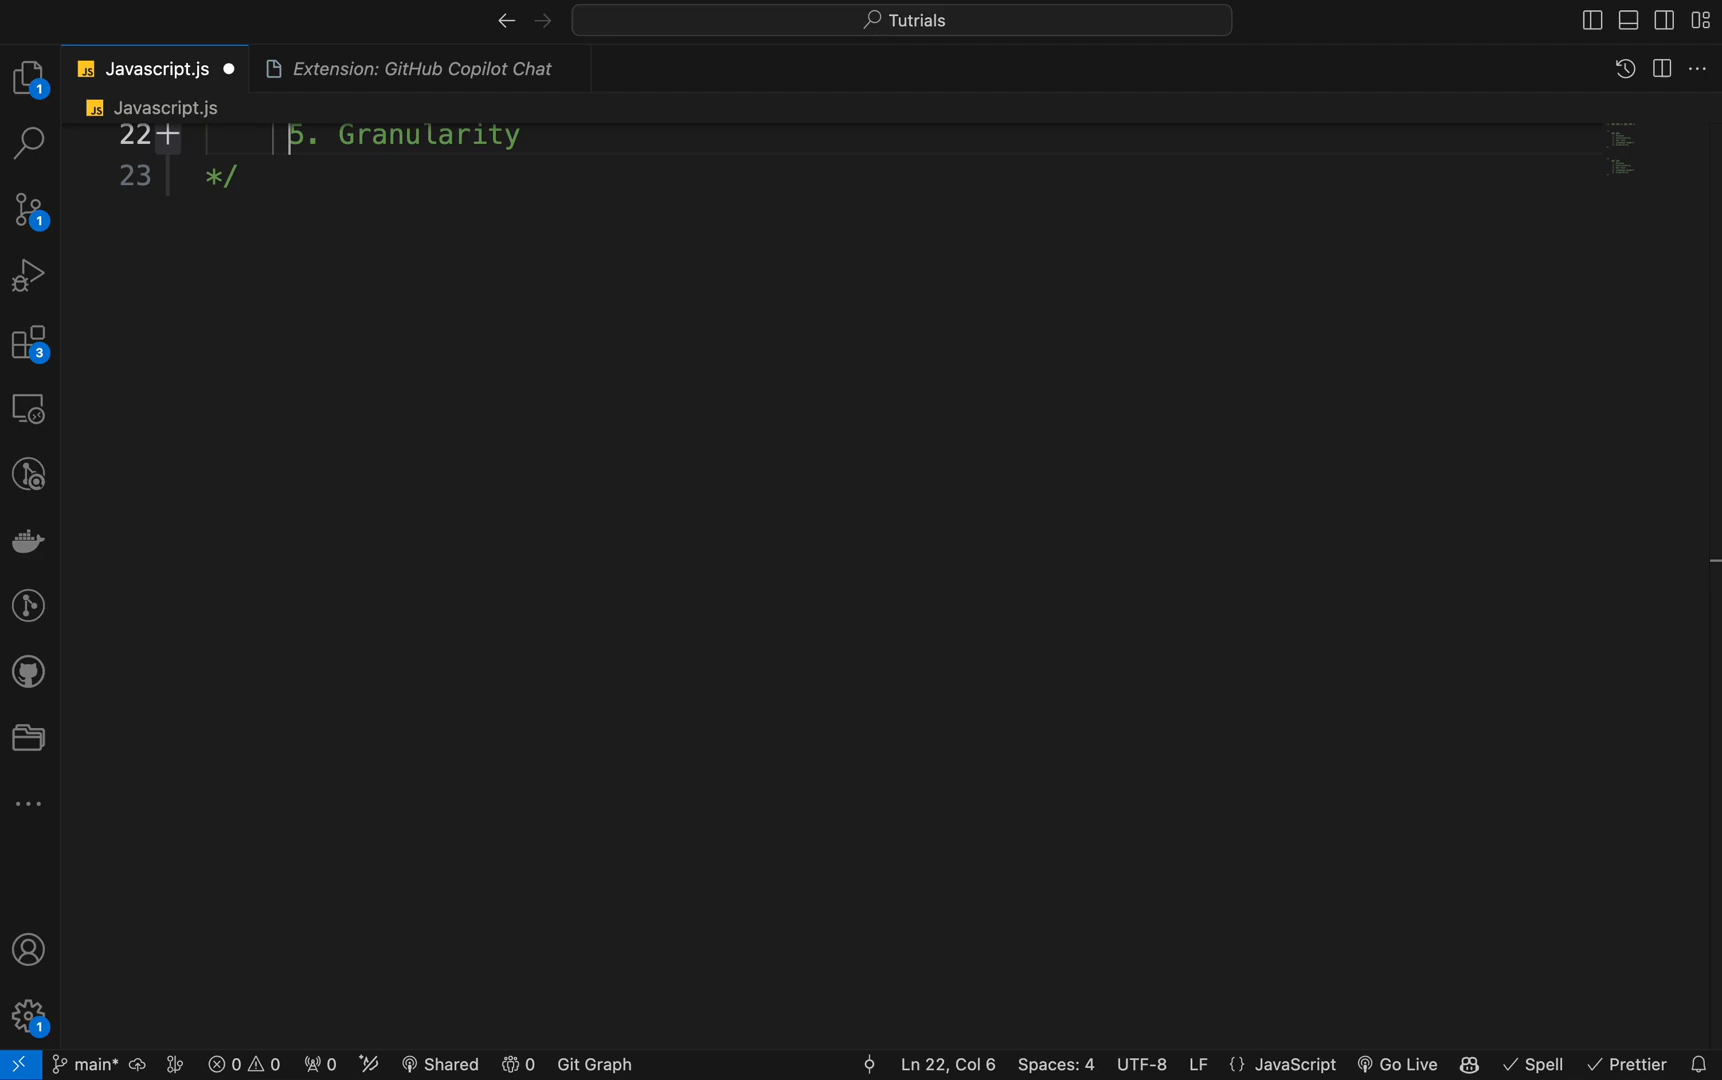 Tutrials
JS Javascript.js
Extension: GitHub Copilot Chat
JS Javascript.js
22 5. Granularity
23 */
1
1
3
1
main* 0 0 0 Shared 0 Git Graph Ln 22, Col 6 Spaces: 4 UTF-8 LF {} JavaScript Go Live Spell Prettier